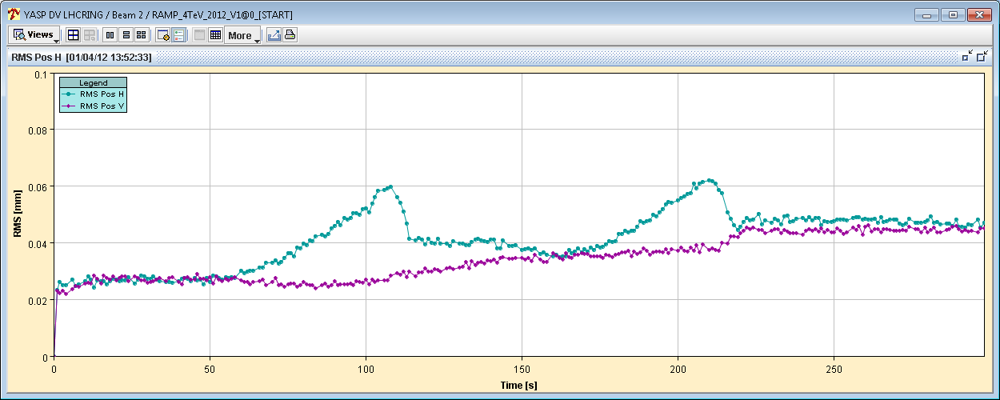 YASP DV LHCRING / Beam 2 / RAMP_4TeV_2012_V1@0_[START]
Views
More
RMS Pos H [01/04/12 13:52:33]
Legend
RMS Pos H
RMS Pos V
0.1
0.08
0.06
0.04
0.02
0
RMS [mm]
0 50 100 150 200 250
Time [s]